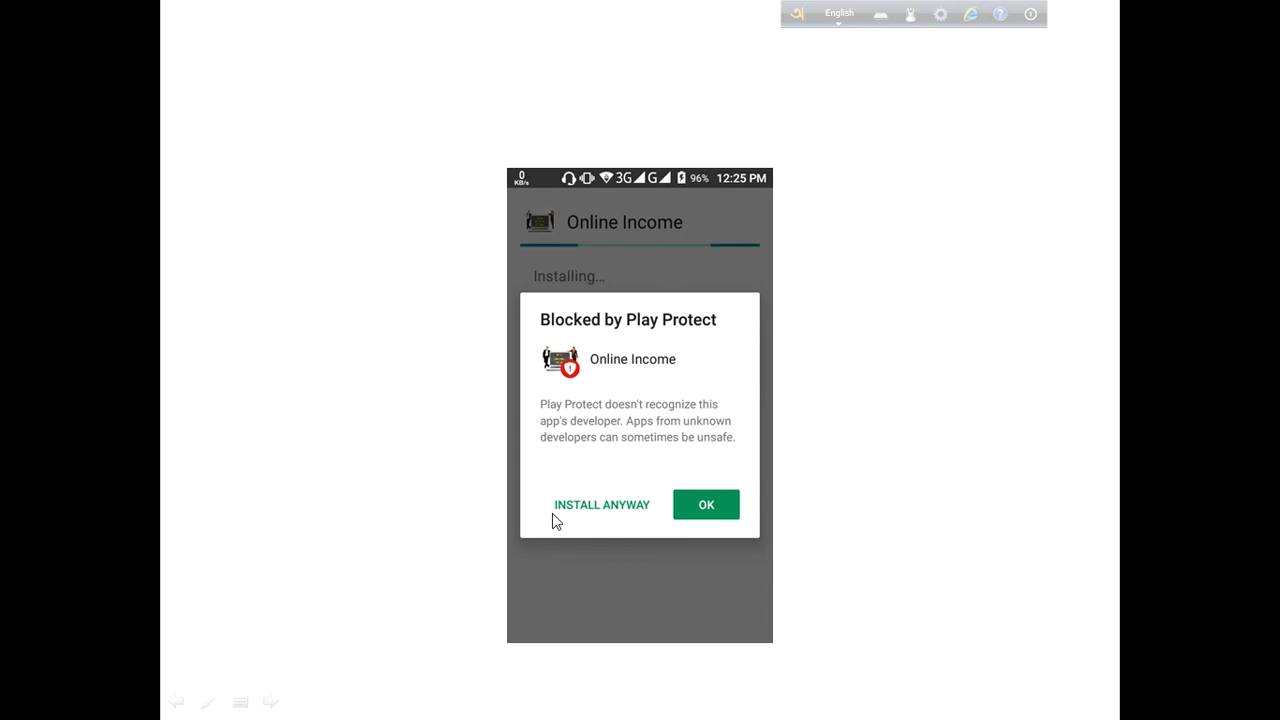 অ English
0
KB/s 3G G 96% 12:25 PM
Online Income
Installing...
Blocked by Play Protect
Online Income
Play Protect doesn't recognize this
app's developer. Apps from unknown
developers can sometimes be unsafe.
INSTALL ANYWAY OK